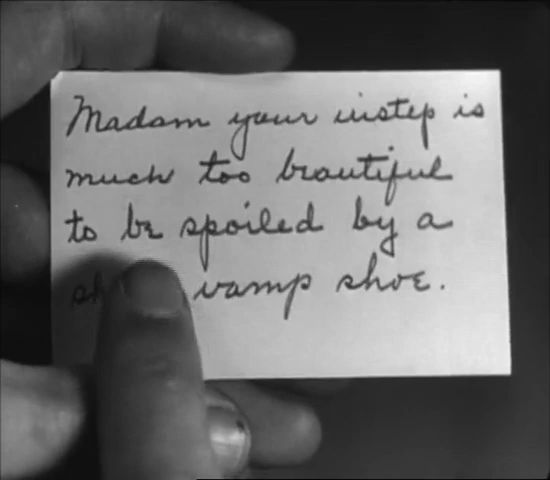 Madam your instep is
much too beautiful
to be spoiled by a
vamp shoe.